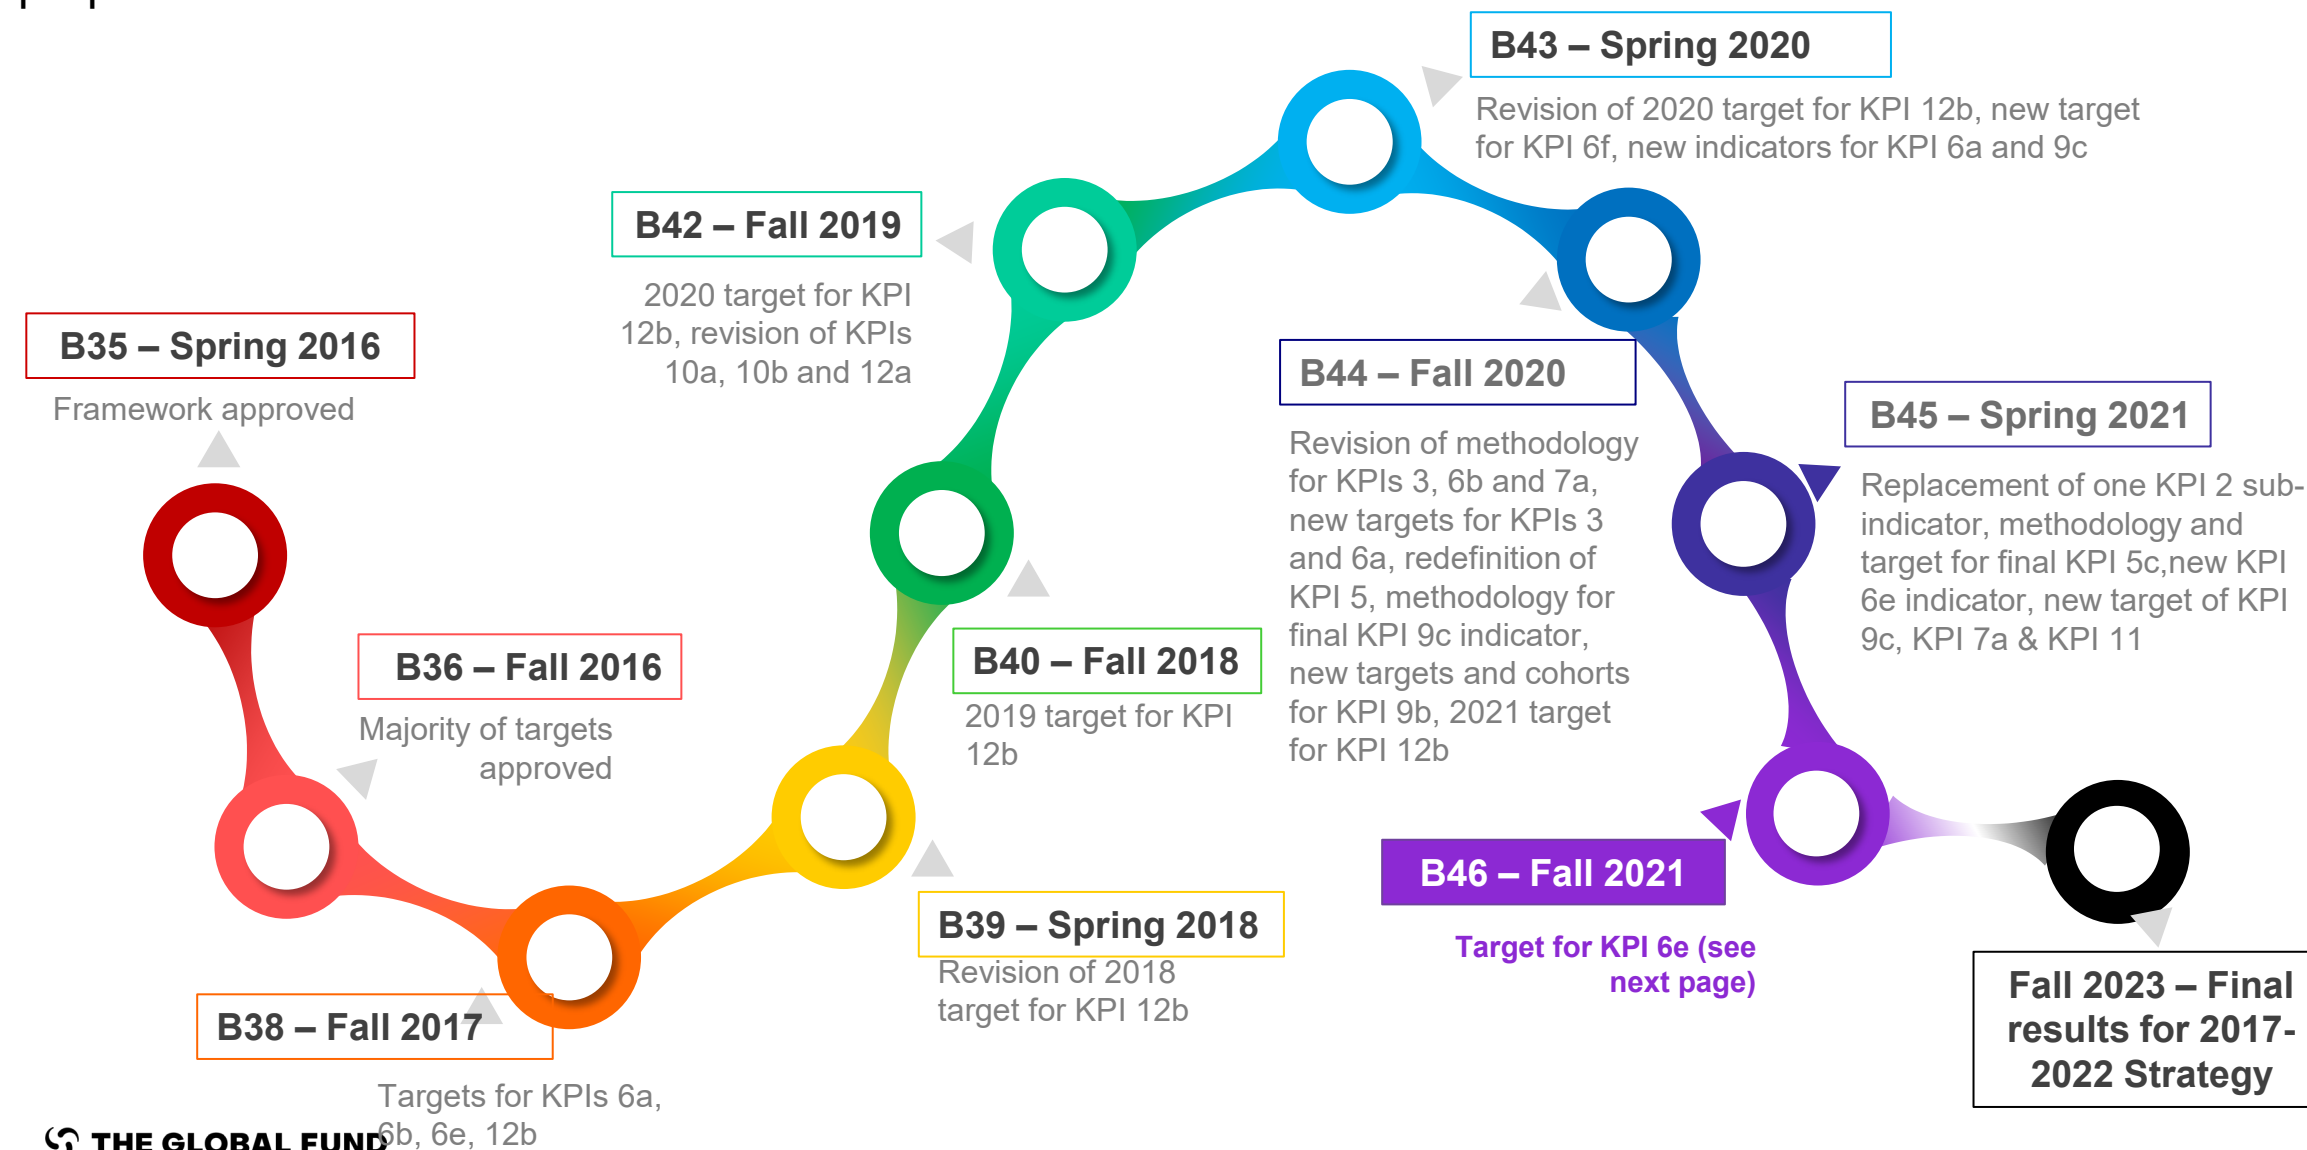 B35 – Spring 2016
Framework approved
B36 – Fall 2016
Majority of targets
approved
B38 – Fall 2017
Targets for KPIs 6a,
6b, 6e, 12b
B39 – Spring 2018
Revision of 2018
target for KPI 12b
B40 – Fall 2018
2019 target for KPI
12b
B42 – Fall 2019
2020 target for KPI
12b, revision of KPIs
10a, 10b and 12a
B43 – Spring 2020
Revision of 2020 target for KPI 12b, new target
for KPI 6f, new indicators for KPI 6a and 9c
B44 – Fall 2020
Revision of methodology
for KPIs 3, 6b and 7a,
new targets for KPIs 3
and 6a, redefinition of
KPI 5, methodology for
final KPI 9c indicator,
new targets and cohorts
for KPI 9b, 2021 target
for KPI 12b
B45 – Spring 2021
Replacement of one KPI 2 sub-
indicator, methodology and
target for final KPI 5c,new KPI
6e indicator, new target of KPI
9c, KPI 7a & KPI 11
B46 – Fall 2021
Target for KPI 6e (see
next page)
Fall 2023 – Final
results for 2017-
2022 Strategy
THE GLOBAL FUND